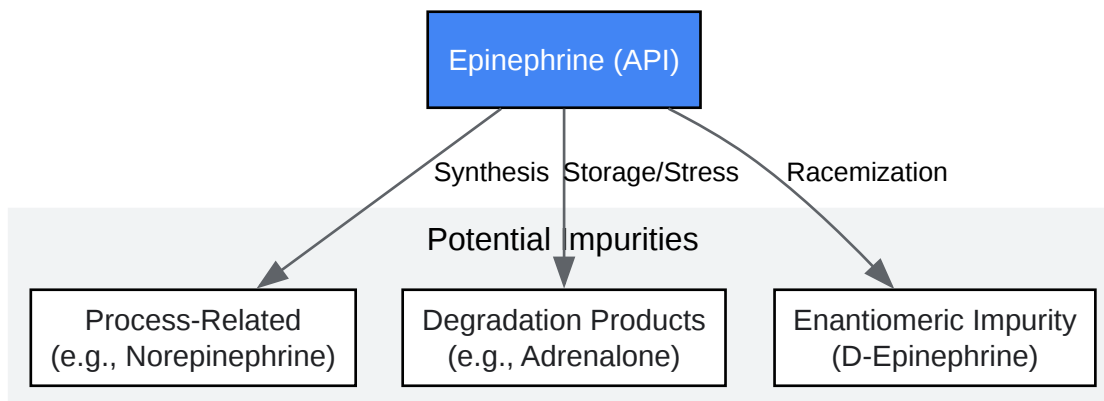 Epinephrine (API)
Synthesis
Storage/Stress
Racemization
Potential Impurities
Process-Related
(e.g., Norepinephrine)
Degradation Products
(e.g., Adrenalone)
Enantiomeric Impurity
(D-Epinephrine)